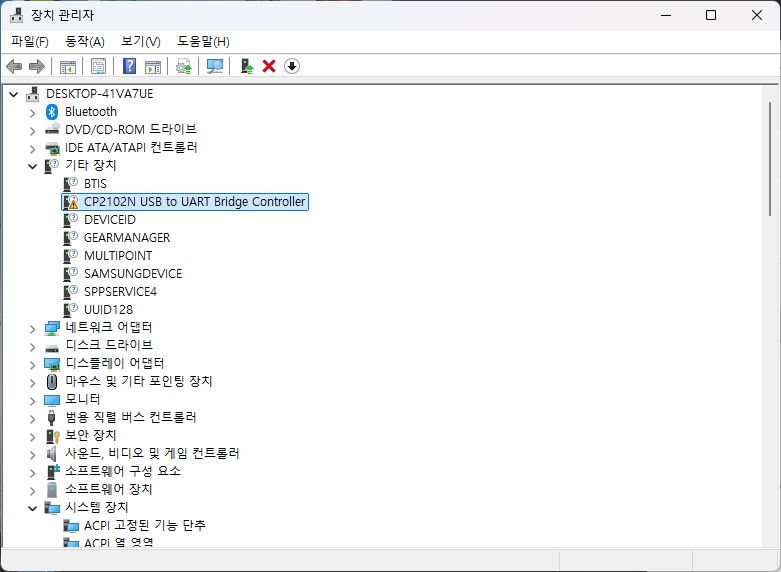 장치 관리자
파일(F) 동작(A) 보기(V) 도움말(H)
DESKTOP-41VA7UE
Bluetooth
DVD/CD-ROM 드라이브
IDE ATA/ATAPI 컨트롤러
기타 장치
BTIS
CP2102N USB to UART Bridge Controller
DEVICEID
GEARMANAGER
MULTIPOINT
SAMSUNGDEVICE
SPPSERVICE4
UUID128
네트워크 어댑터
디스크 드라이브
디스플레이 어댑터
마우스 및 기타 포인팅 장치
모니터
범용 직렬 버스 컨트롤러
보안 장치
사운드, 비디오 및 게임 컨트롤러
소프트웨어 구성 요소
소프트웨어 장치
시스템 장치
ACPI 고정된 기능 단추
ACPI 열 영역